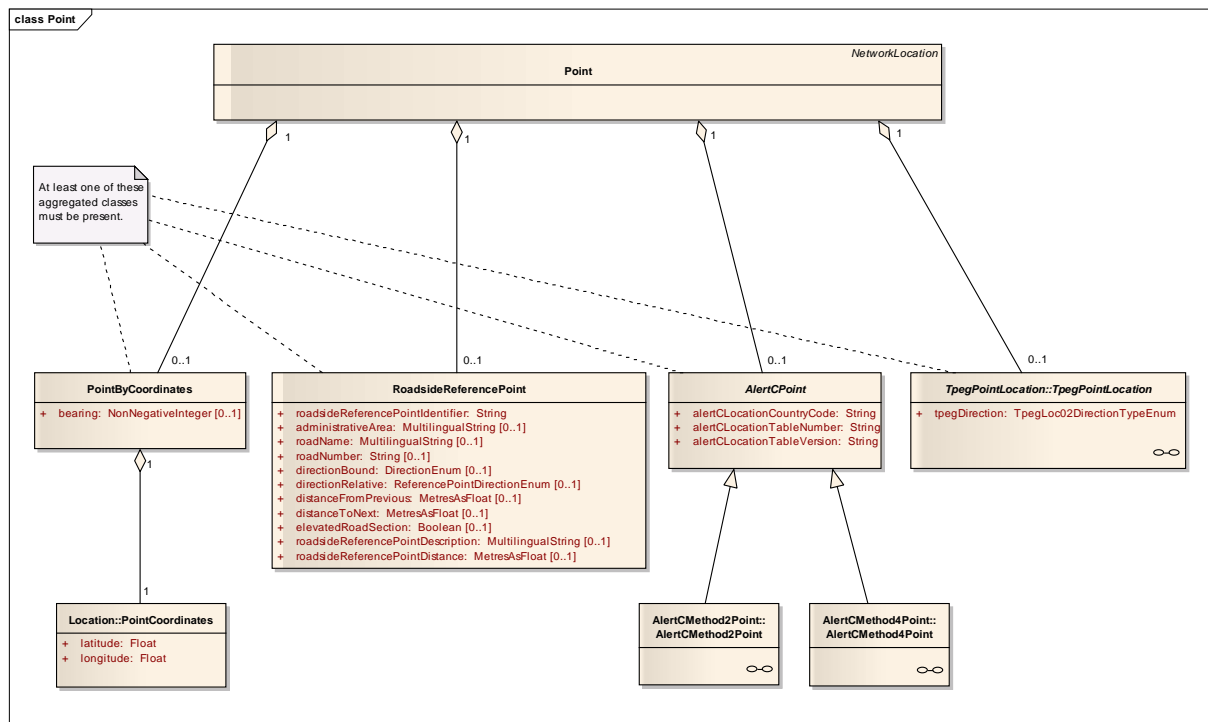 class Point
NetworkLocation
Point
1
1
1
1
At least one of these
aggregated classes
must be present.
0..1
0..1
0..1
0..1
PointByCoordinates
+ bearing: NonNegativeInteger [0..1]
RoadsideReferencePoint
+ roadsideReferencePointIdentifier: String
+ administrativeArea: MultilingualString [0..1]
+ roadName: MultilingualString [0..1]
+ roadNumber: String [0..1]
+ directionBound: DirectionEnum [0..1]
+ directionRelative: ReferencePointDirectionEnum [0..1]
+ distanceFromPrevious: MetresAsFloat [0..1]
+ distanceToNext: MetresAsFloat [0..1]
+ elevatedRoadSection: Boolean [0..1]
+ roadsideReferencePointDescription: MultilingualString [0..1]
+ roadsideReferencePointDistance: MetresAsFloat [0..1]
AlertCPoint
+ alertCLocationCountryCode: String
+ alertCLocationTableNumber: String
+ alertCLocationTableVersion: String
TpegPointLocation::TpegPointLocation
+ tpegDirection: TpegLoc02DirectionTypeEnum
1
1
Location::PointCoordinates
+ latitude: Float
+ longitude: Float
AlertCMethod2Point::
AlertCMethod2Point
AlertCMethod4Point::
AlertCMethod4Point